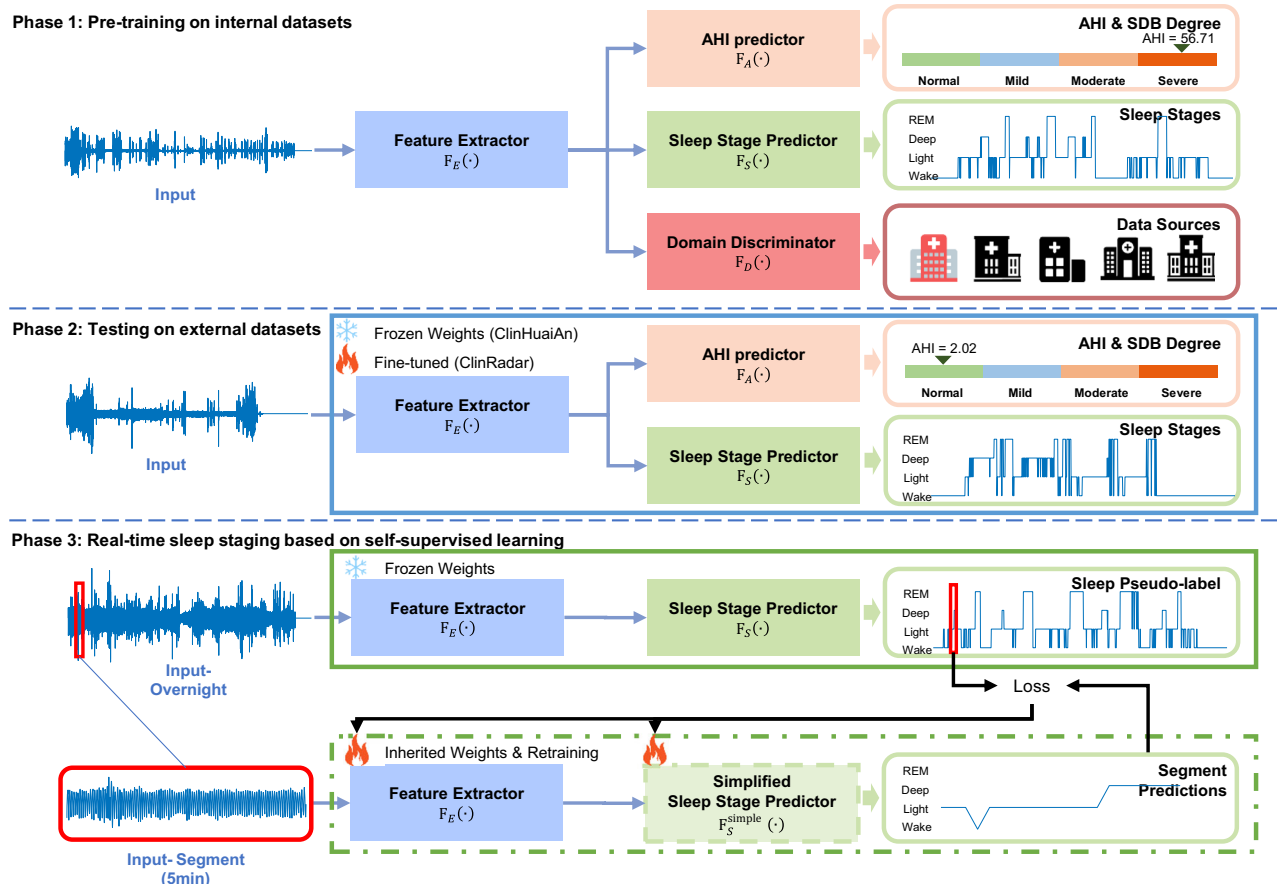 Phase 1: Pre-training on internal datasets
Input
Feature Extractor
F_E(·)
AHI predictor
F_A(·)
AHI & SDB Degree
AHI = 56.71
Normal Mild Moderate Severe
Sleep Stage Predictor
F_S(·)
Sleep Stages
REM
Deep
Light
Wake
Domain Discriminator
F_D(·)
Data Sources
Phase 2: Testing on external datasets
Frozen Weights (ClinHuaiAn)
Fine-tuned (ClinRadar)
Input
Feature Extractor
F_E(·)
AHI predictor
F_A(·)
AHI & SDB Degree
AHI = 2.02
Normal Mild Moderate Severe
Sleep Stage Predictor
F_S(·)
Sleep Stages
REM
Deep
Light
Wake
Phase 3: Real-time sleep staging based on self-supervised learning
Frozen Weights
Input-
Overnight
Feature Extractor
F_E(·)
Sleep Stage Predictor
F_S(·)
Sleep Pseudo-label
REM
Deep
Light
Wake
Loss
Inherited Weights & Retraining
Input- Segment
(5min)
Feature Extractor
F_E(·)
Simplified
Sleep Stage Predictor
F_S^simple (·)
Segment
Predictions
REM
Deep
Light
Wake